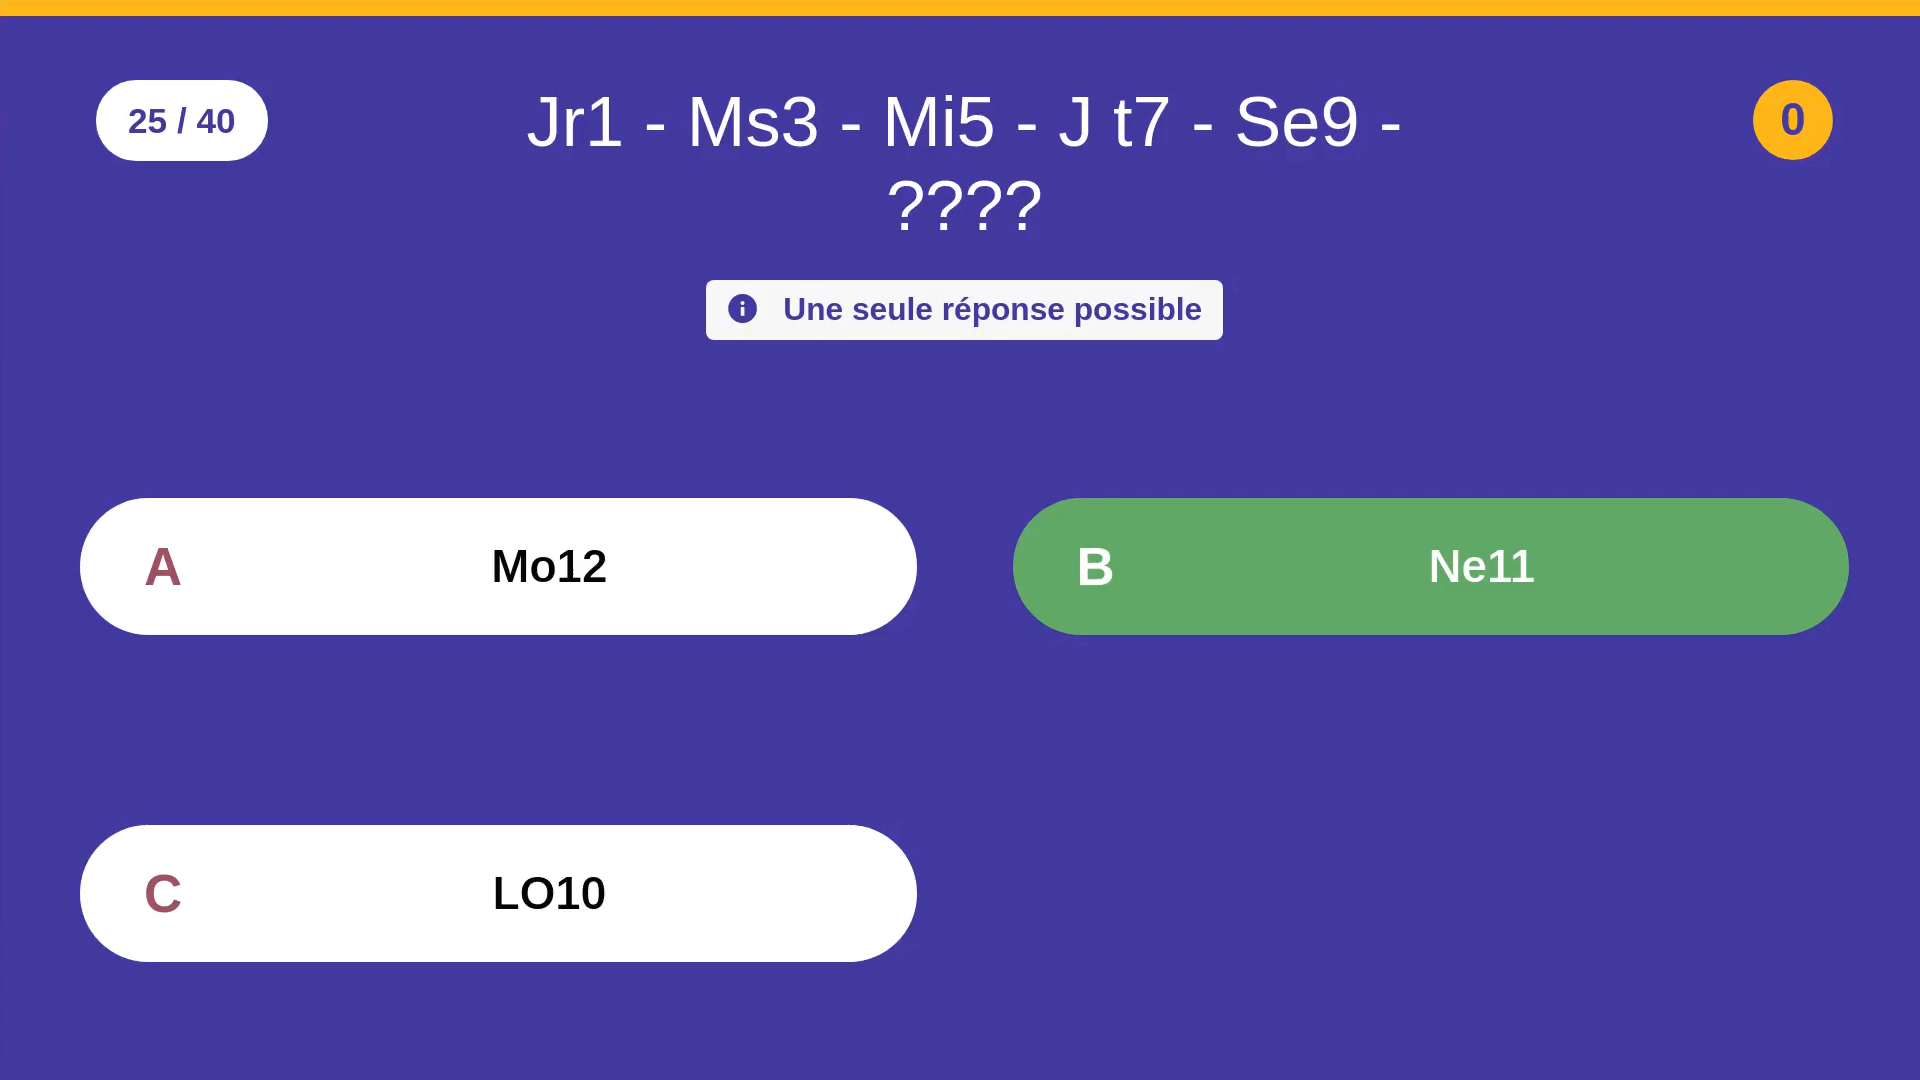 25 / 40
Jr1 - Ms3 - Mi5 - J t7 - Se9 -
????
0
Une seule réponse possible
A Mo12
B Ne11
C LO10